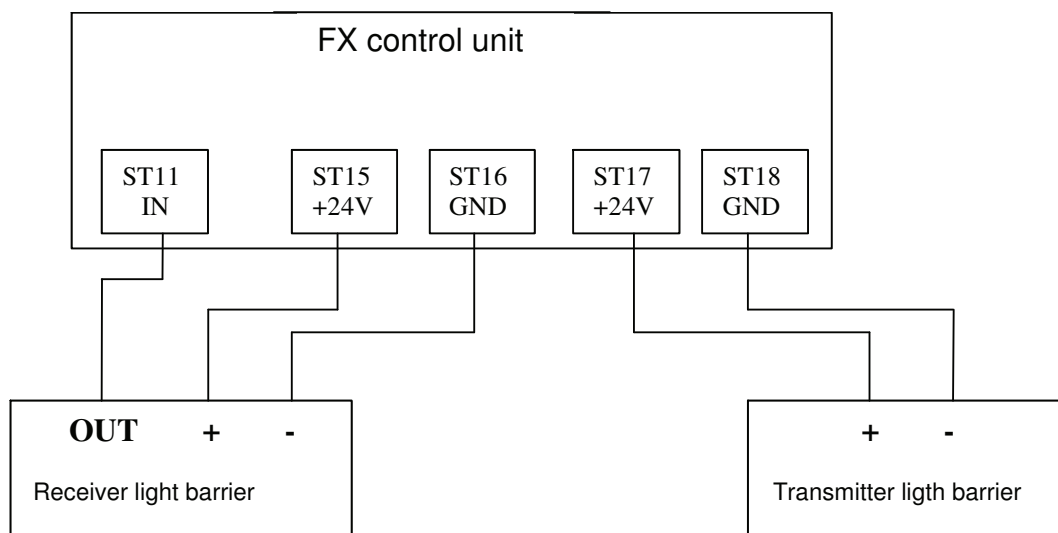 FX control unit
ST11
IN
ST15
+24V
ST16
GND
ST17
+24V
ST18
GND
OUT + -
Receiver light barrier
+ -
Transmitter ligth barrier